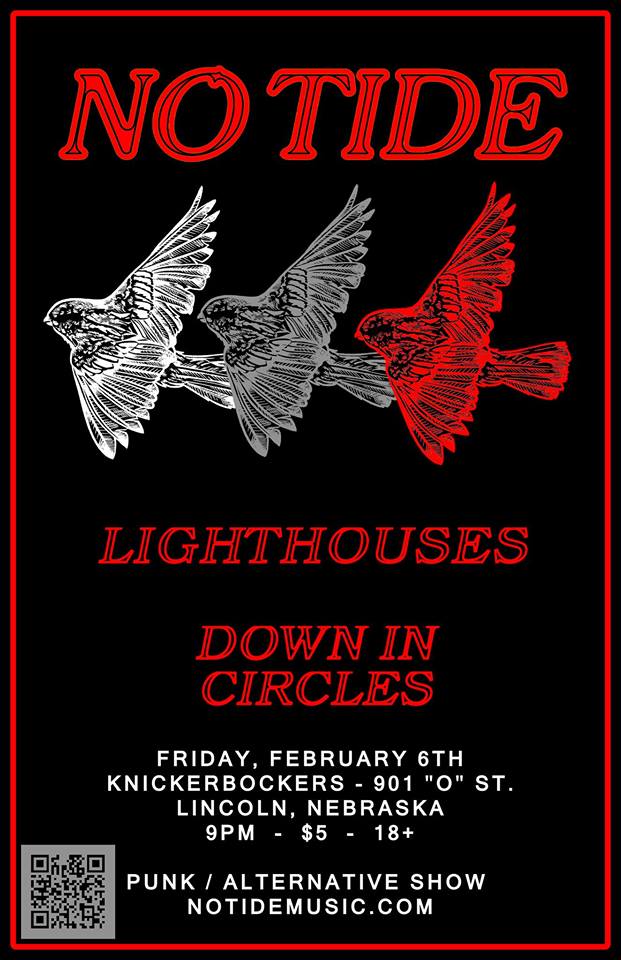 NO TIDE
LIGHTHOUSES
DOWN IN
CIRCLES
FRIDAY, FEBRUARY 6TH
KNICKERBOCKERS - 901 "O" ST.
LINCOLN, NEBRASKA
9PM - $5 - 18+
PUNK / ALTERNATIVE SHOW
NOTIDEMUSIC.COM